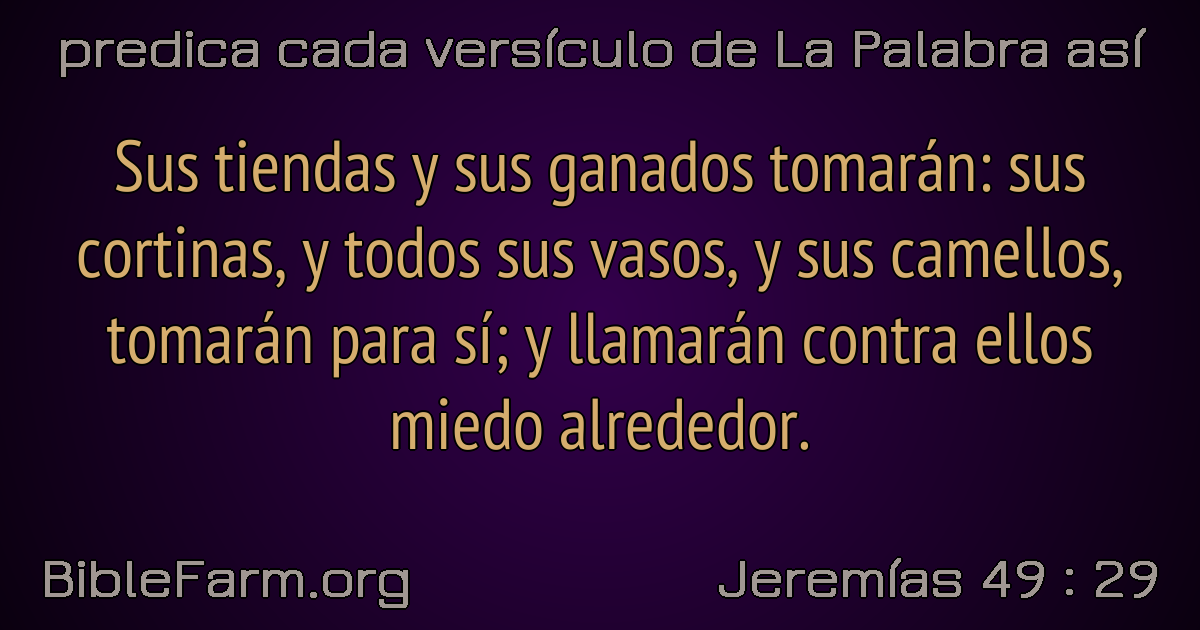 predica cada versículo de La Palabra así
Sus tiendas y sus ganados tomarán: sus
cortinas, y todos sus vasos, y sus camellos,
tomarán para sí; y llamarán contra ellos
miedo alrededor.
BibleFarm.org
Jeremías 49 : 29